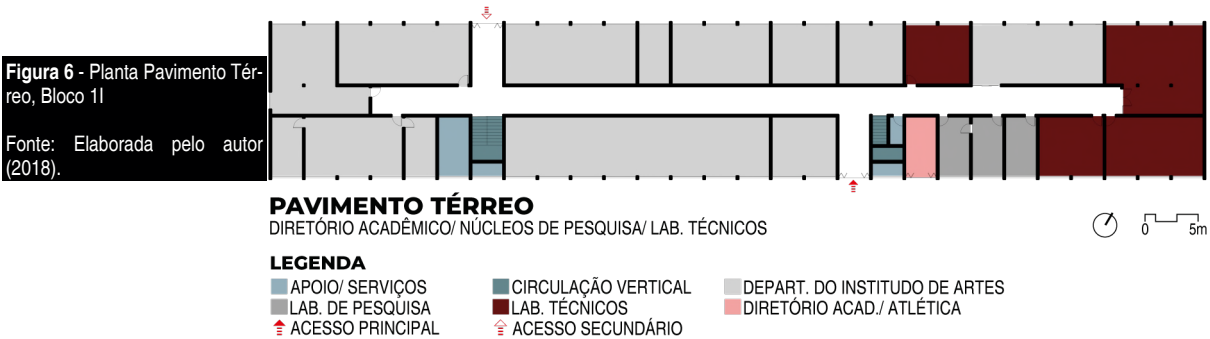 Figura 6 - Planta Pavimento Tér-
reo, Bloco 1I
Fonte: Elaborada pelo autor
(2018).
PAVIMENTO TÉRREO
DIRETÓRIO ACADÊMICO/ NÚCLEOS DE PESQUISA/ LAB. TÉCNICOS
0 5m
LEGENDA
APOIO/ SERVIÇOS
CIRCULAÇÃO VERTICAL
DEPART. DO INSTITUDO DE ARTES
LAB. DE PESQUISA
LAB. TÉCNICOS
DIRETÓRIO ACAD./ ATLÉTICA
ACESSO PRINCIPAL
ACESSO SECUNDÁRIO